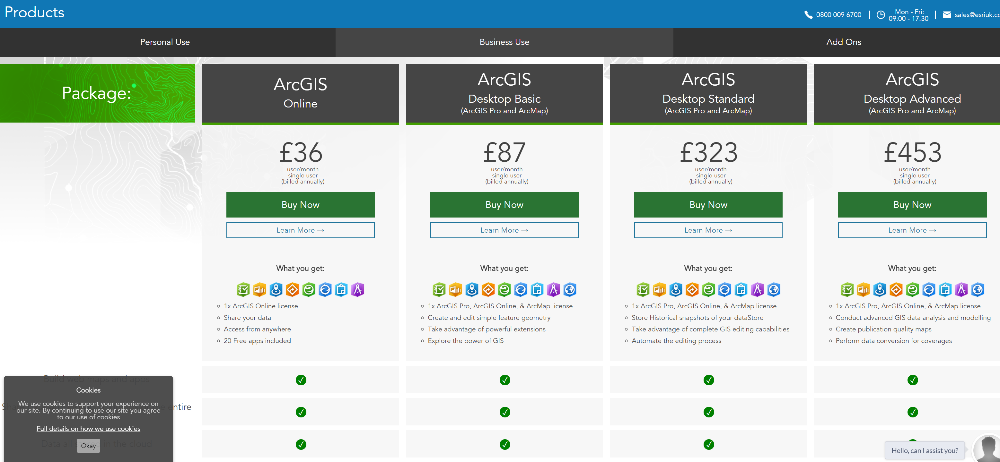 Products
0800 009 6700
Mon - Fri:
09:00 - 17:30
sales@esriuk.co
Personal Use
Business Use
Add Ons
Package:
ArcGIS
Online
£36
user/month
single user
(billed annually)
Buy Now
Learn More →
What you get:
1x ArcGIS Online license
Share your data
Access from anywhere
20 Free apps included
ArcGIS
Desktop Basic
(ArcGIS Pro and ArcMap)
£87
user/month
single user
(billed annually)
Buy Now
Learn More →
What you get:
1x ArcGIS Pro, ArcGIS Online, & ArcMap license
Create and edit simple feature geometry
Take advantage of powerful extensions
Explore the power of GIS
ArcGIS
Desktop Standard
(ArcGIS Pro and ArcMap)
£323
user/month
single user
(billed annually)
Buy Now
Learn More →
What you get:
1x ArcGIS Pro, ArcGIS Online, & ArcMap license
Store Historical snapshots of your dataStore
Take advantage of complete GIS editing capabilities
Automate the editing process
ArcGIS
Desktop Advanced
(ArcGIS Pro and ArcMap)
£453
user/month
single user
(billed annually)
Buy Now
Learn More →
What you get:
1x ArcGIS Pro, ArcGIS Online, & ArcMap license
Conduct advanced GIS data analysis and modelling
Create publication quality maps
Perform data conversion for coverages
Build web maps and apps
entire
Data all in the cloud
Cookies
We use cookies to support your experience on
our site. By continuing to use our site you agree
to our use of cookies
Full details on how we use cookies
Okay
Hello, can I assist you?